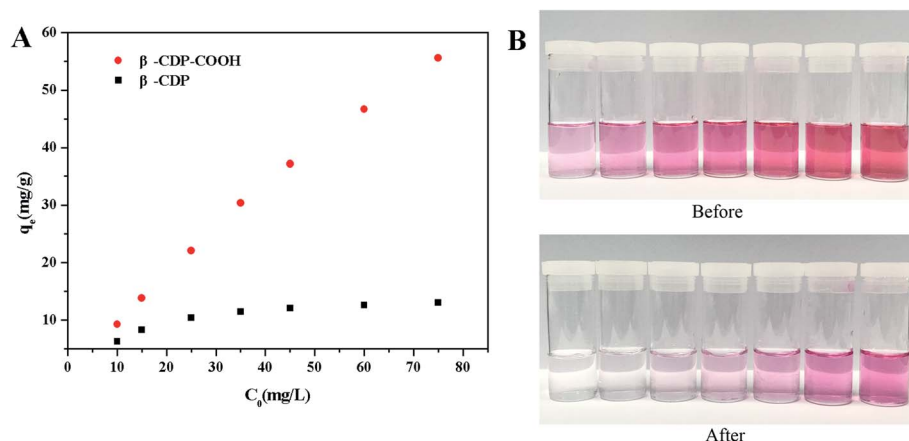 A
60
50
40
30
20
10
β -CDP-COOH
β -CDP
qe(mg/g)
0 10 20 30 40 50 60 70 80
C0(mg/L)
B
Before
After